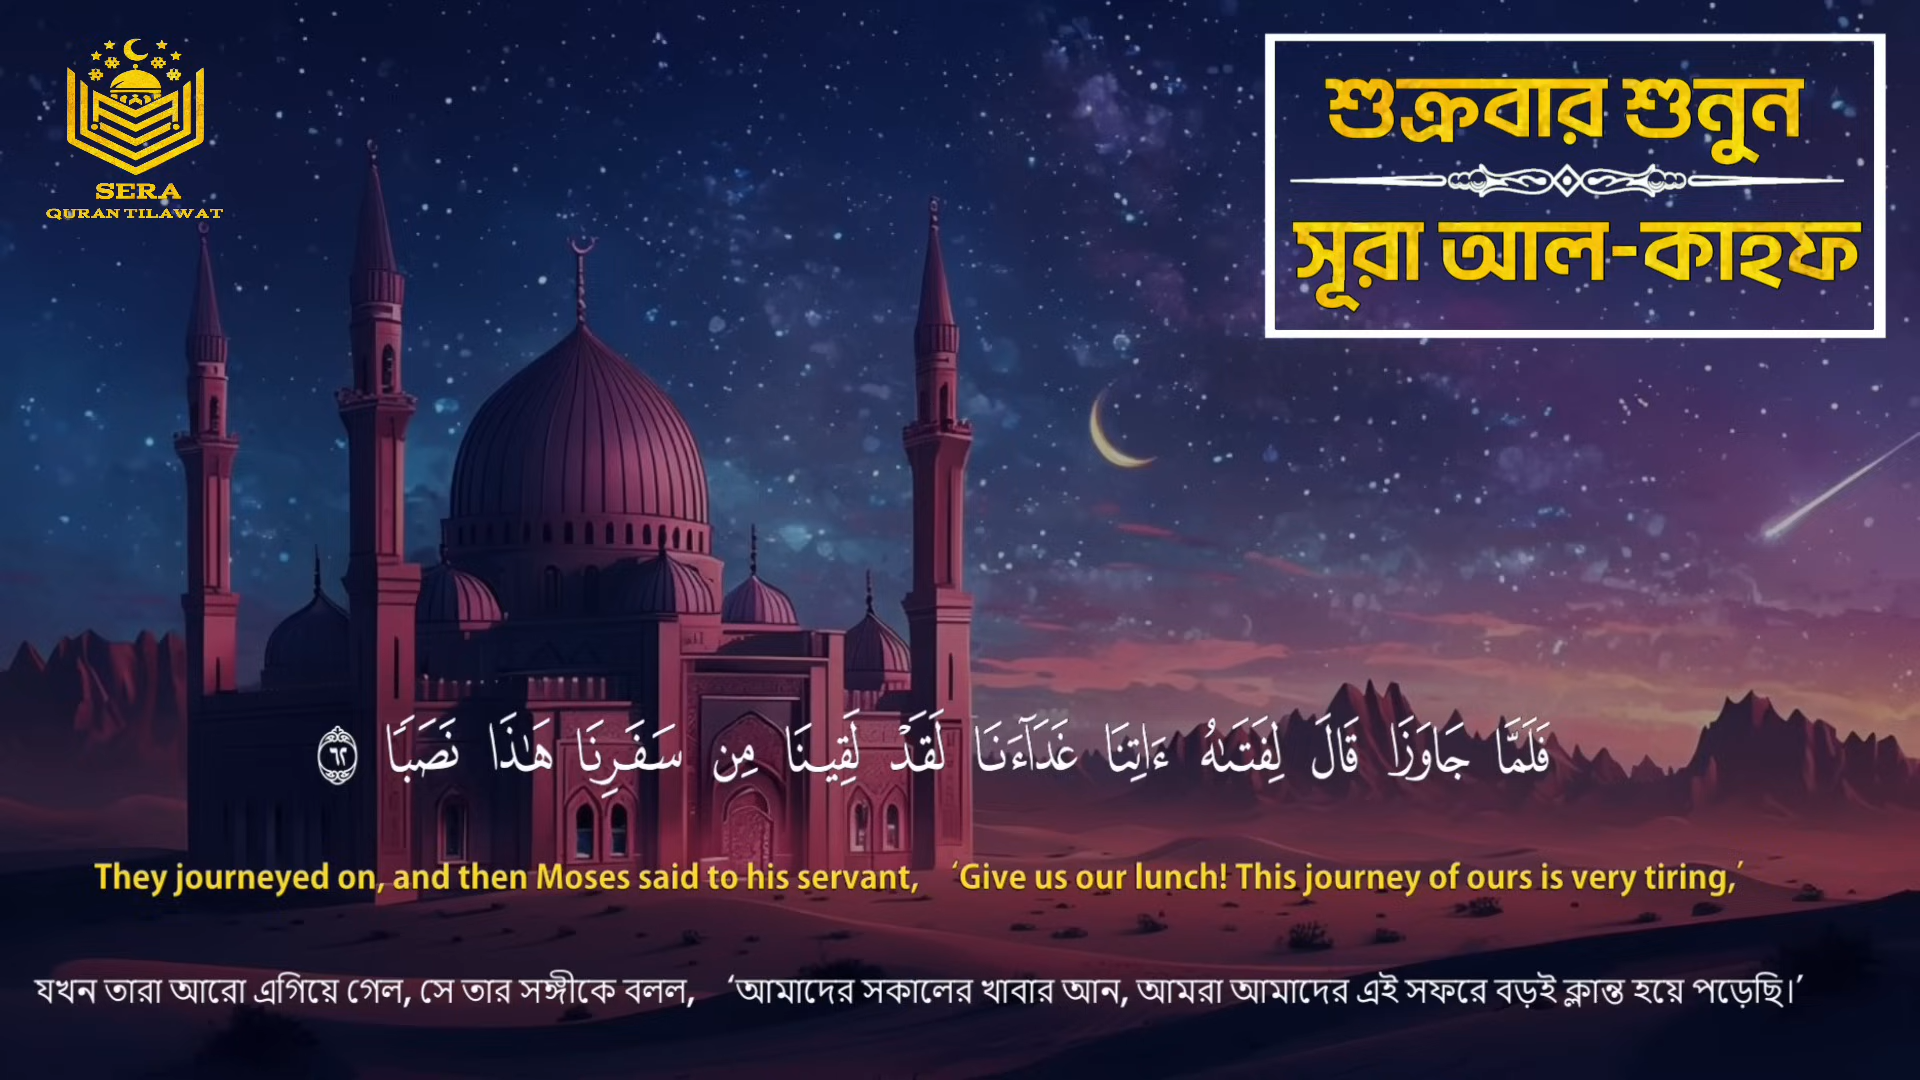 SERA
QURAN TILAWAT
শুক্রবার শুনুন
সূরা আল-কাহফ
فَلَمَّا جَاوَزَا قَالَ لِفَتَىٰهُ ءَاتِنَا غَدَآءَنَا لَقَدْ لَقِينَا مِن سَفَرِنَا هَـٰذَا نَصَبًا ٦٢
They journeyed on, and then Moses said to his servant, ‘Give us our lunch! This journey of ours is very tiring,’
যখন তারা আরো এগিয়ে গেল, সে তার সঙ্গীকে বলল, ‘আমাদের সকালের খাবার আন, আমরা আমাদের এই সফরে বড়ই ক্লান্ত হয়ে পড়েছি।’